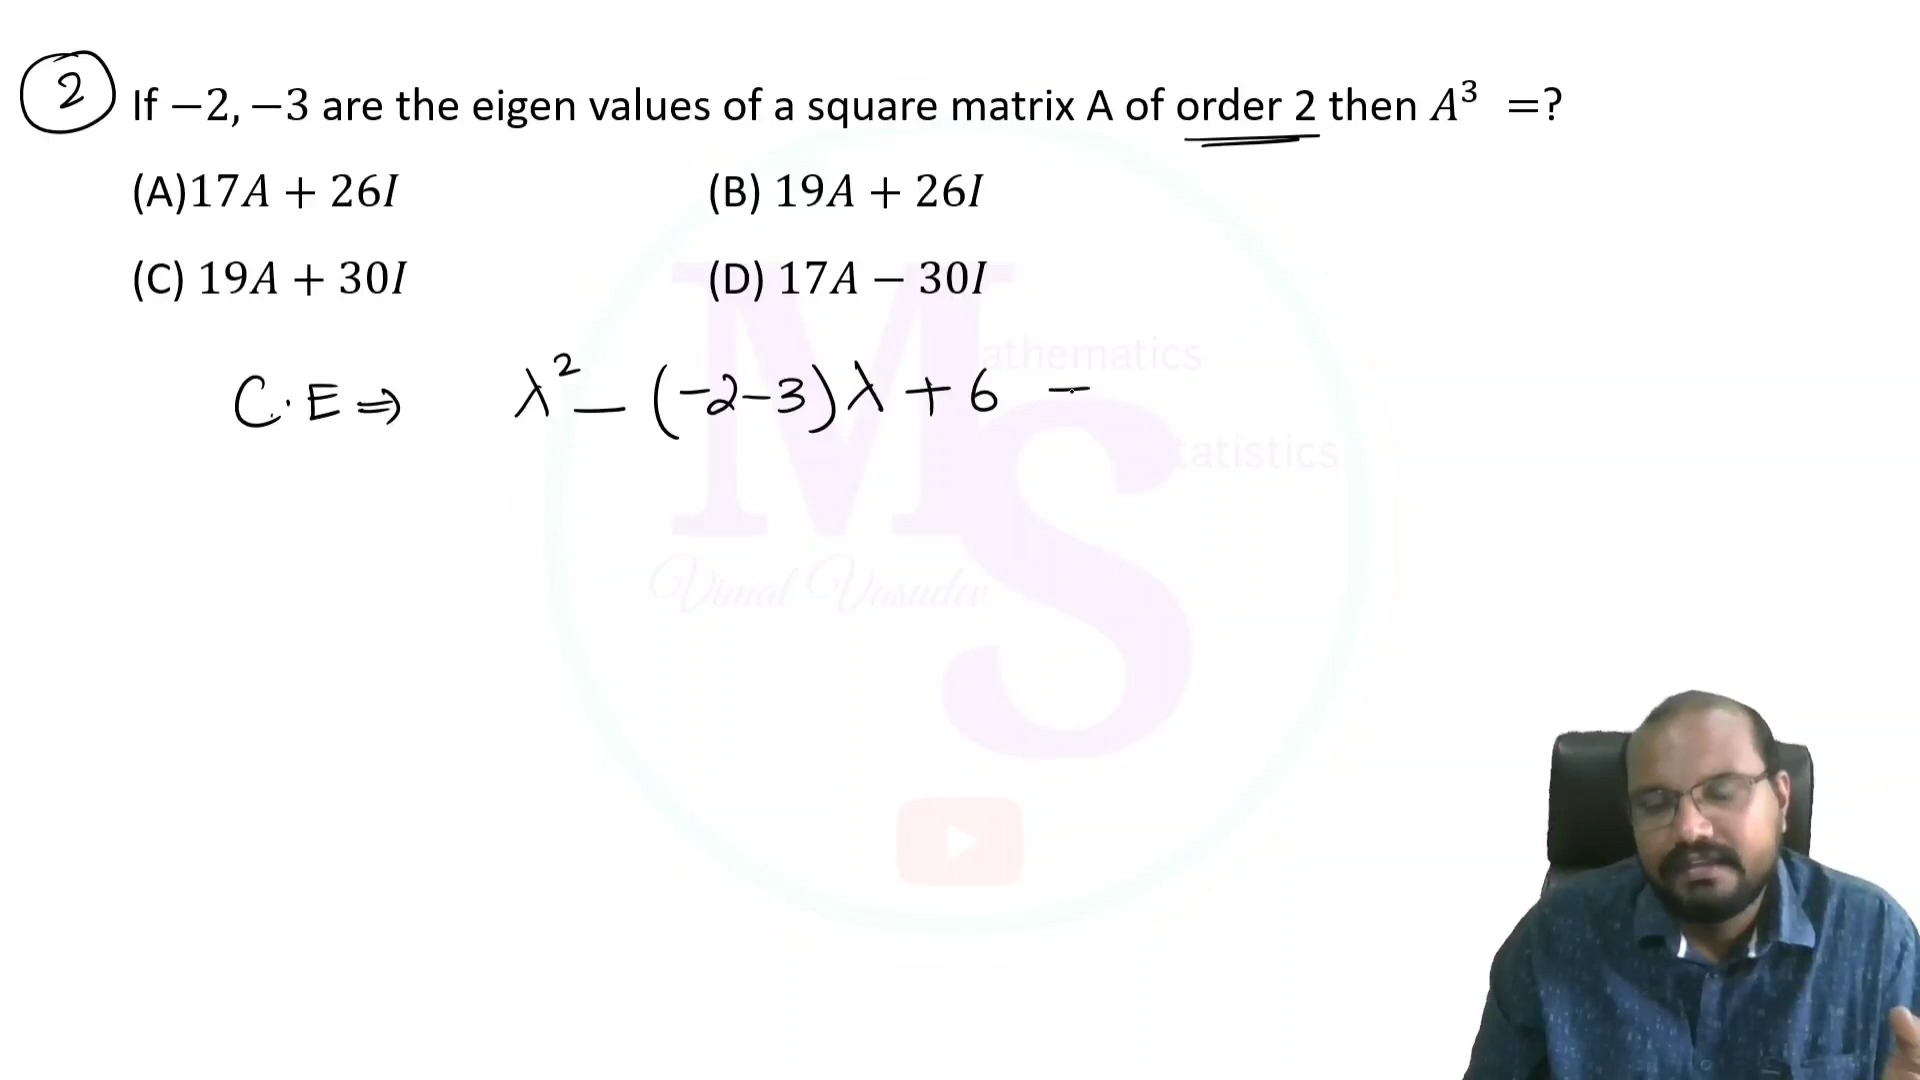 2 If −2, −3 are the eigen values of a square matrix A of order 2 then A³ =?
(A)17A + 26I (B) 19A + 26I
(C) 19A + 30I (D) 17A − 30I
C.E ⇒ λ² − (−2−3)λ + 6 −
MS
athematics
tatistics
Vimal Vasudev